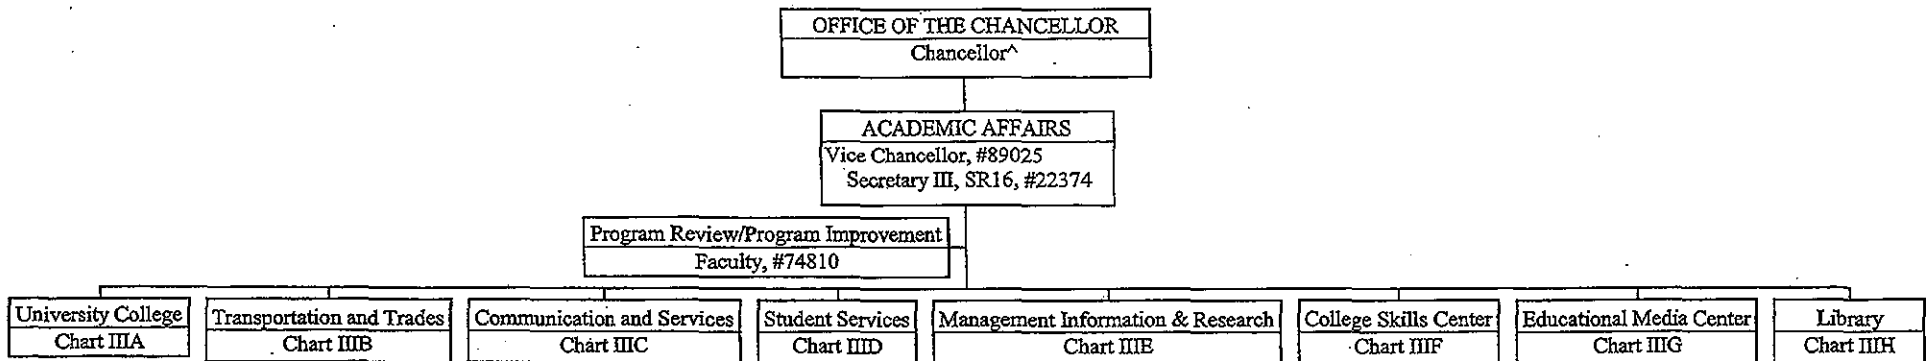 OFFICE OF THE CHANCELLOR
Chancellor^
ACADEMIC AFFAIRS
Vice Chancellor, #89025
Secretary III, SR16, #22374
Program Review/Program Improvement
Faculty, #74810
University College
Chart IIIA
Transportation and Trades
Chart IIIB
Communication and Services
Chart IIIC
Student Services
Chart IIID
Management Information & Research
Chart IIIE
College Skills Center
Chart IIIF
Educational Media Center
Chart IIIG
Library
Chart IIIH